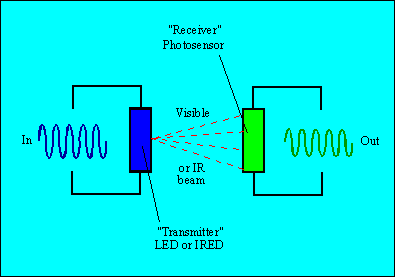 "Receiver"
Photosensor
Visible
In
Out
or IR
beam
"Transmitter"
LED or IRED